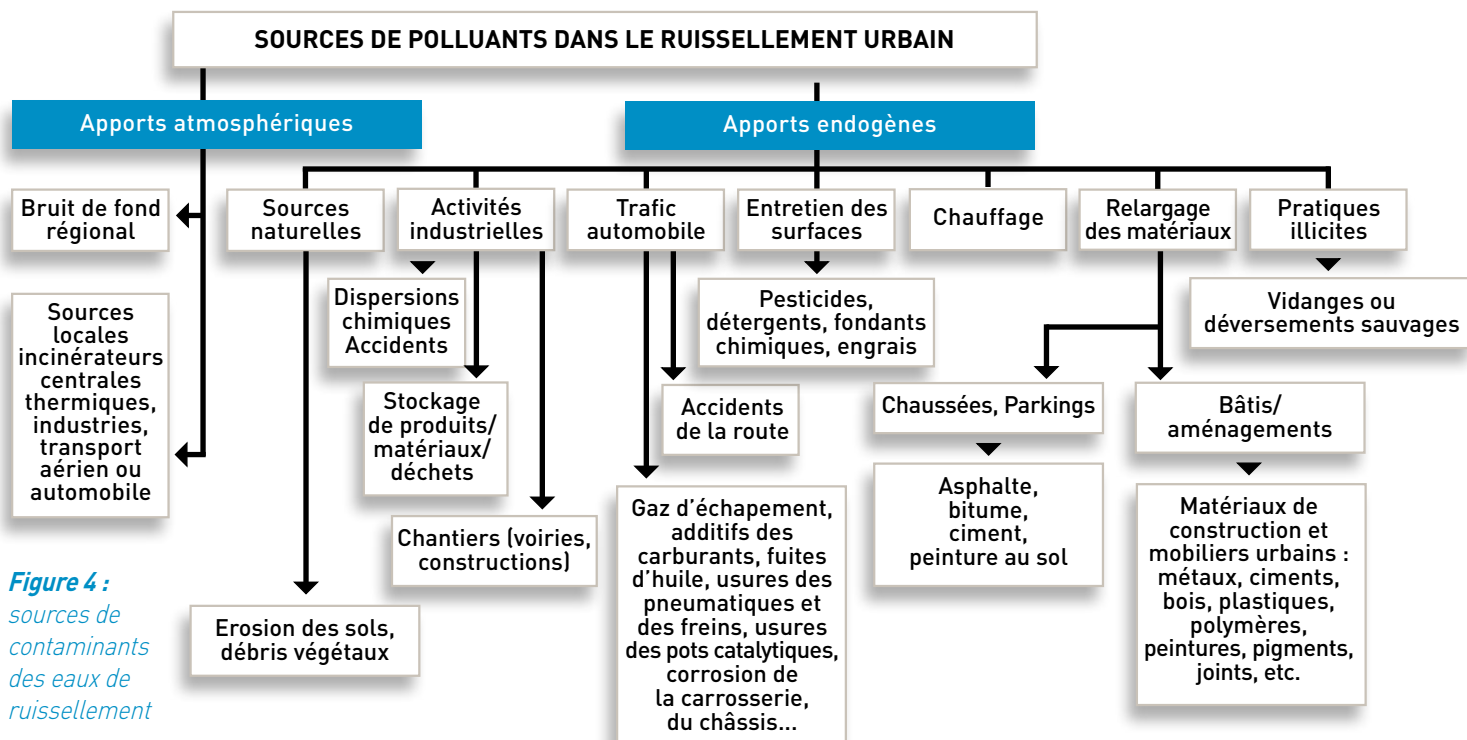 SOURCES DE POLLUANTS DANS LE RUISSELLEMENT URBAIN
Apports atmosphériques
Apports endogènes
Bruit de fond
régional
Sources
locales
incinérateurs
centrales
thermiques,
industries,
transport
aérien ou
automobile
Sources
naturelles
Activités
industrielles
Trafic
automobile
Entretien des
surfaces
Chauffage
Relargage
des matériaux
Pratiques
illicites
Dispersions
chimiques
Accidents
Stockage
de produits/
matériaux/
déchets
Chantiers (voiries,
constructions)
Erosion des sols,
débris végétaux
Pesticides,
détergents, fondants
chimiques, engrais
Accidents
de la route
Gaz d’échapement,
additifs des
carburants, fuites
d’huile, usures des
pneumatiques et
des freins, usures
des pots catalytiques,
corrosion de
la carrosserie,
du châssis...
Vidanges ou
déversements sauvages
Chaussées, Parkings
Asphalte,
bitume,
ciment,
peinture au sol
Bâtis/
aménagements
Matériaux de
construction et
mobiliers urbains :
métaux, ciments,
bois, plastiques,
polymères,
peintures, pigments,
joints, etc.
Figure 4 :
sources de
contaminants
des eaux de
ruissellement